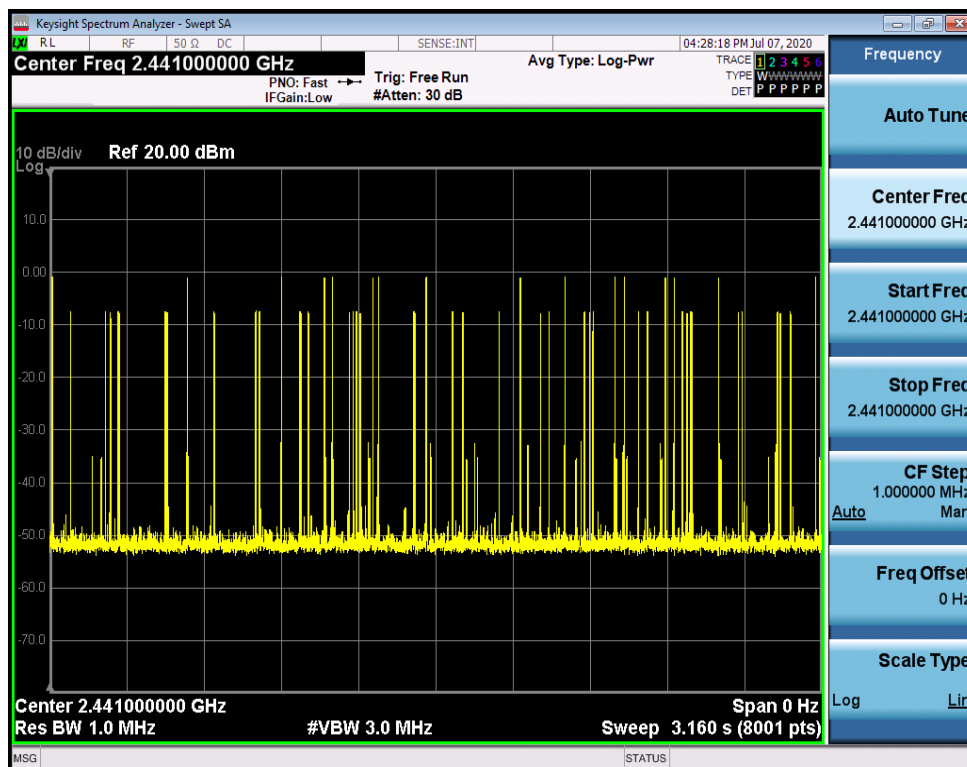 Keysight Spectrum Analyzer - Swept SA
LXI RL RF 50 Ω DC SENSE:INT 04:28:18 PM Jul 07, 2020
Center Freq 2.441000000 GHz
PNO: Fast
IFGain:Low
Trig: Free Run
#Atten: 30 dB
Avg Type: Log-Pwr
TRACE 1 2 3 4 5 6
TYPE WWWWWW
DET P P P P P P
10 dB/div Ref 20.00 dBm
Log
10.0
0.00
-10.0
-20.0
-30.0
-40.0
-50.0
-60.0
-70.0
Center 2.441000000 GHz Span 0 Hz
Res BW 1.0 MHz #VBW 3.0 MHz Sweep 3.160 s (8001 pts)
MSG STATUS
Frequency
Auto Tune
Center Freq
2.441000000 GHz
Start Freq
2.441000000 GHz
Stop Freq
2.441000000 GHz
CF Step
1.000000 MHz
Auto Man
Freq Offset
0 Hz
Scale Type
Log Lin